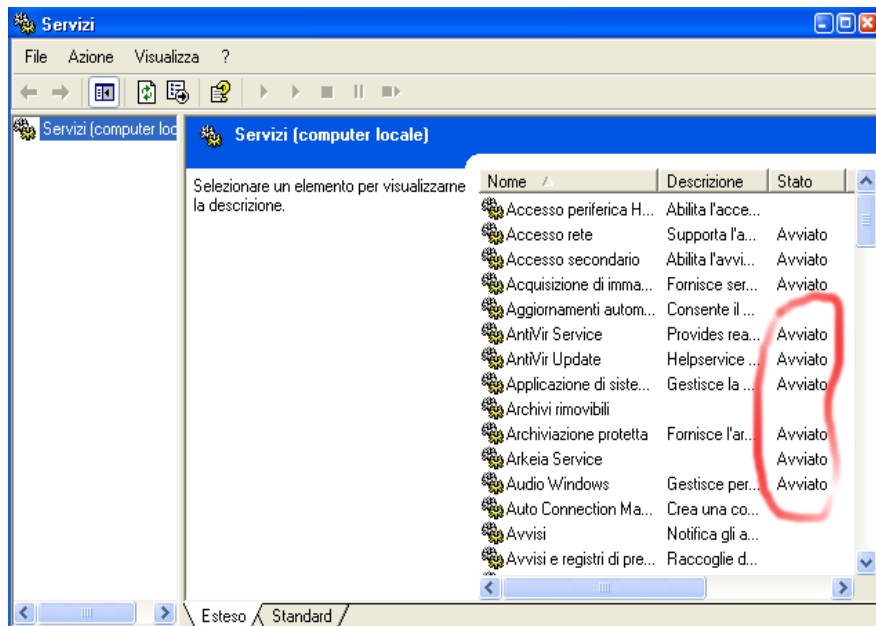 Servizi
File Azione Visualizza ?
Servizi (computer loc
Servizi (computer locale)
Selezionare un elemento per visualizzarne
la descrizione.
Nome Descrizione Stato
Accesso periferica H... Abilita l'acce...
Accesso rete Supporta l'a... Avviato
Accesso secondario Abilita l'avvi... Avviato
Acquisizione di imma... Fornisce ser... Avviato
Aggiornamenti autom... Consente il ...
AntiVir Service Provides rea... Avviato
AntiVir Update Helpservice ... Avviato
Applicazione di siste... Gestisce la ... Avviato
Archivi rimovibili
Archiviazione protetta Fornisce l'ar... Avviato
Arkeia Service Avviato
Audio Windows Gestisce per... Avviato
Auto Connection Ma... Crea una co...
Avvisi Notifica gli a...
Avvisi e registri di pre... Raccoglie d...
Esteso Standard